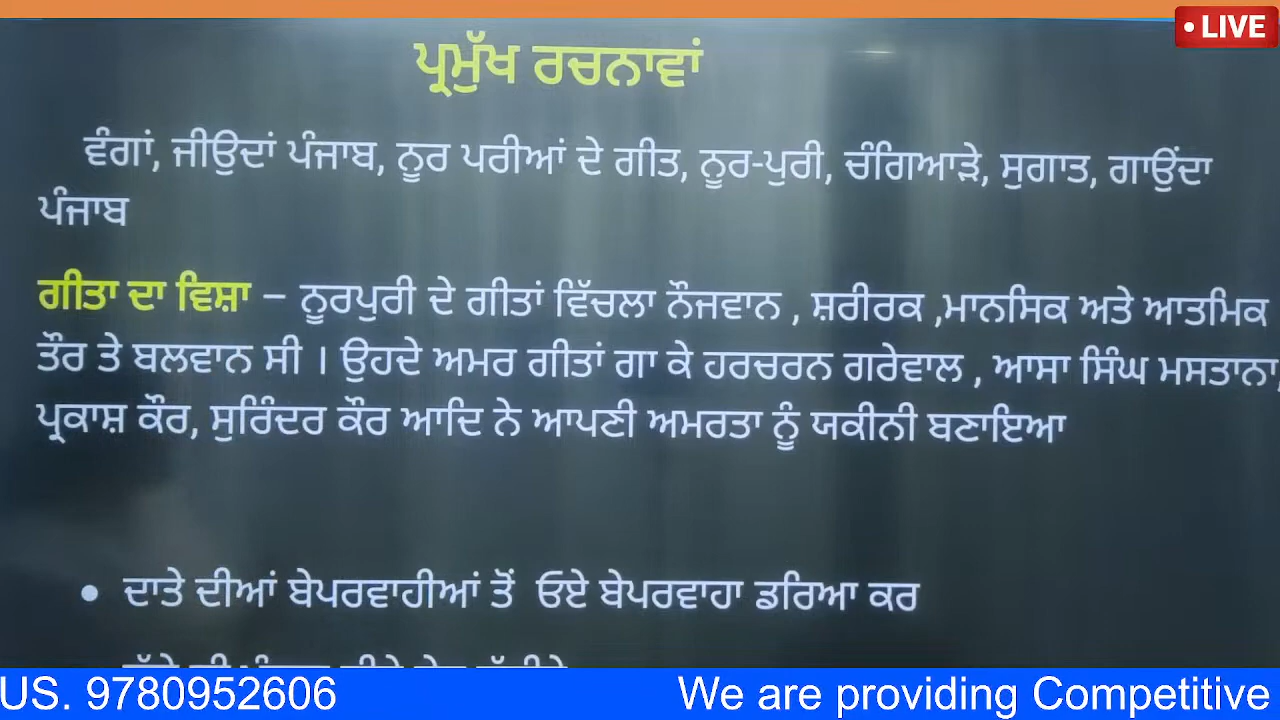 • LIVE
ਪ੍ਰਮੁੱਖ ਰਚਨਾਵਾਂ
ਵੰਗਾਂ, ਜੀਉਦਾਂ ਪੰਜਾਬ, ਨੂਰ ਪਰੀਆਂ ਦੇ ਗੀਤ, ਨੂਰ-ਪੁਰੀ, ਚੰਗਿਆੜੇ, ਸੁਗਾਤ, ਗਾਉਂਦਾ
ਪੰਜਾਬ
ਗੀਤਾ ਦਾ ਵਿਸ਼ਾ – ਨੂਰਪੁਰੀ ਦੇ ਗੀਤਾਂ ਵਿੱਚਲਾ ਨੌਜਵਾਨ , ਸ਼ਰੀਰਕ ,ਮਾਨਸਿਕ ਅਤੇ ਆਤਮਿਕ
ਤੌਰ ਤੇ ਬਲਵਾਨ ਸੀ । ਉਹਦੇ ਅਮਰ ਗੀਤਾਂ ਗਾ ਕੇ ਹਰਚਰਨ ਗਰੇਵਾਲ , ਆਸਾ ਸਿੰਘ ਮਸਤਾਨਾ,
ਪ੍ਰਕਾਸ਼ ਕੌਰ, ਸੁਰਿੰਦਰ ਕੌਰ ਆਦਿ ਨੇ ਆਪਣੀ ਅਮਰਤਾ ਨੂੰ ਯਕੀਨੀ ਬਣਾਇਆ
• ਦਾਤੇ ਦੀਆਂ ਬੇਪਰਵਾਹੀਆਂ ਤੋਂ ਓਏ ਬੇਪਰਵਾਹਾ ਡਰਿਆ ਕਰ
US. 9780952606
We are providing Competitive